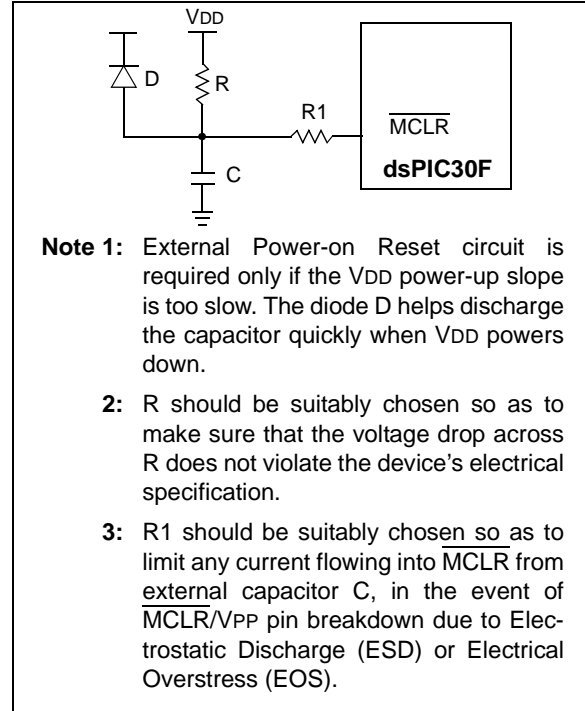 VDD
D
R
R1
MCLR
C
dsPIC30F
Note 1: External Power-on Reset circuit is
required only if the VDD power-up slope
is too slow. The diode D helps discharge
the capacitor quickly when VDD powers
down.
2: R should be suitably chosen so as to
make sure that the voltage drop across
R does not violate the device's electrical
specification.
3: R1 should be suitably chosen so as to
limit any current flowing into MCLR from
external capacitor C, in the event of
MCLR/VPP pin breakdown due to Elec-
trostatic Discharge (ESD) or Electrical
Overstress (EOS).